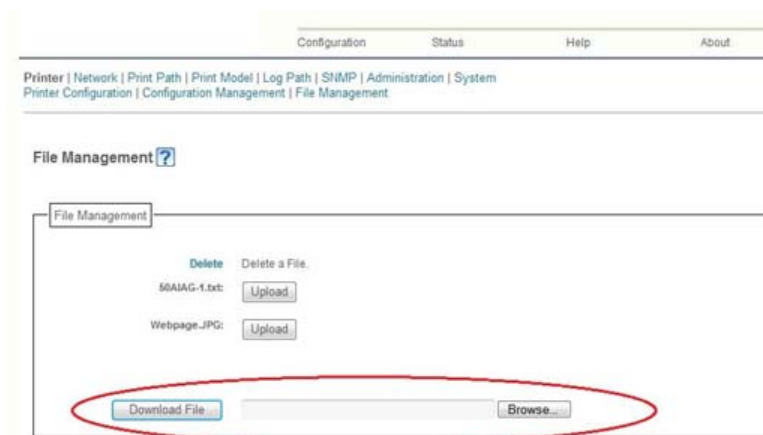 Configuration Status Help About
Printer | Network | Print Path | Print Model | Log Path | SNMP | Administration | System
Printer Configuration | Configuration Management | File Management
File Management ?
File Management
Delete Delete a File.
50AIAG-1.txt: Upload
Webpage.JPG: Upload
Download File Browse...